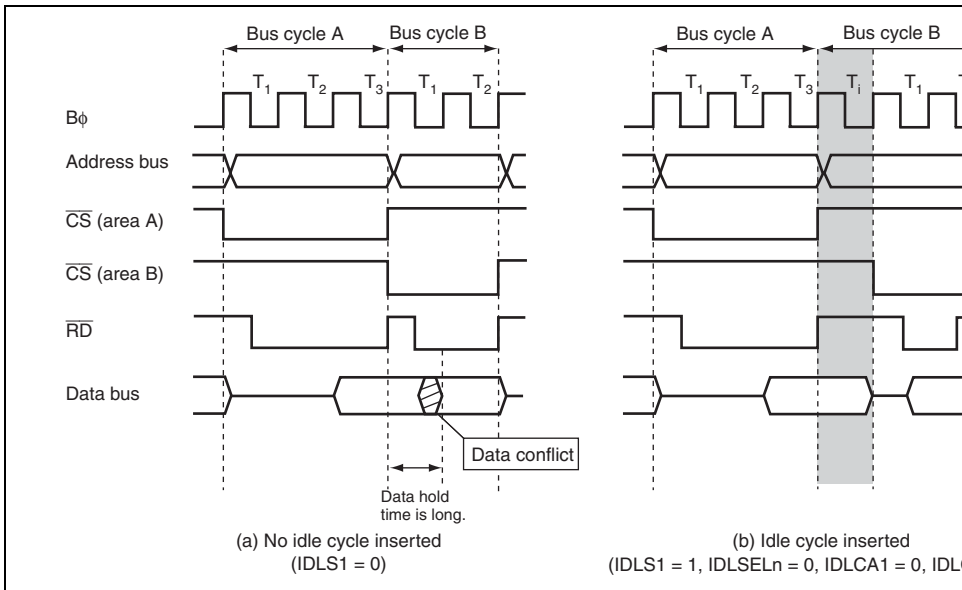 Bus cycle A Bus cycle B Bus cycle A Bus cycle B
T1 T2 T3 T1 T2 T1 T2 T3 Ti T1
Bϕ
Address bus
CS (area A)
CS (area B)
RD
Data bus
Data conflict
Data hold
time is long.
(a) No idle cycle inserted
(IDLS1 = 0)
(b) Idle cycle inserted
(IDLS1 = 1, IDLSELn = 0, IDLCA1 = 0,